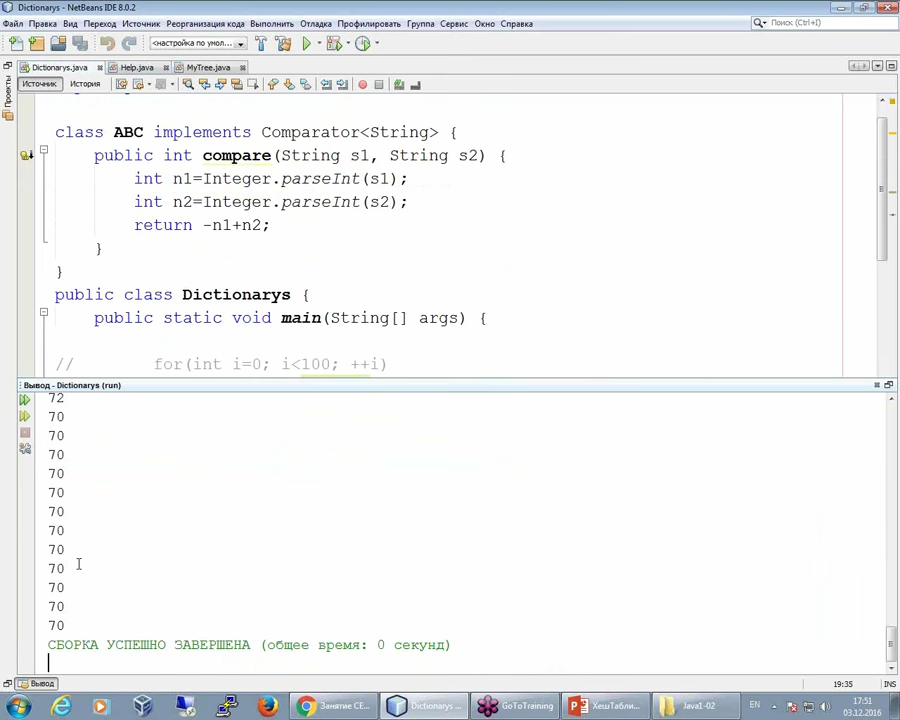 Dictionarys - NetBeans IDE 8.0.2
Файл Правка Вид Переход Источник Реорганизация кода Выполнить Отладка Профилировать Группа Сервис Окно Справка
Поиск (Ctrl+I)
<настройка по умол...
Dictionarys.java Help.java MyTree.java
Источник История
Проекты
class ABC implements Comparator<String> {
public int compare(String s1, String s2) {
int n1=Integer.parseInt(s1);
int n2=Integer.parseInt(s2);
return -n1+n2;
}
}
public class Dictionarys {
public static void main(String[] args) {
// for(int i=0; i<100; ++i)
Вывод - Dictionarys (run)
72
70
70
70
70
70
70
70
70
70
70
70
70
СБОРКА УСПЕШНО ЗАВЕРШЕНА (общее время: 0 секунд)
Вывод
19:35 INS
Занятие CE... Dictionarys ... GoToTraining ХешТабли... Java1-02 EN 17:51
03.12.2016